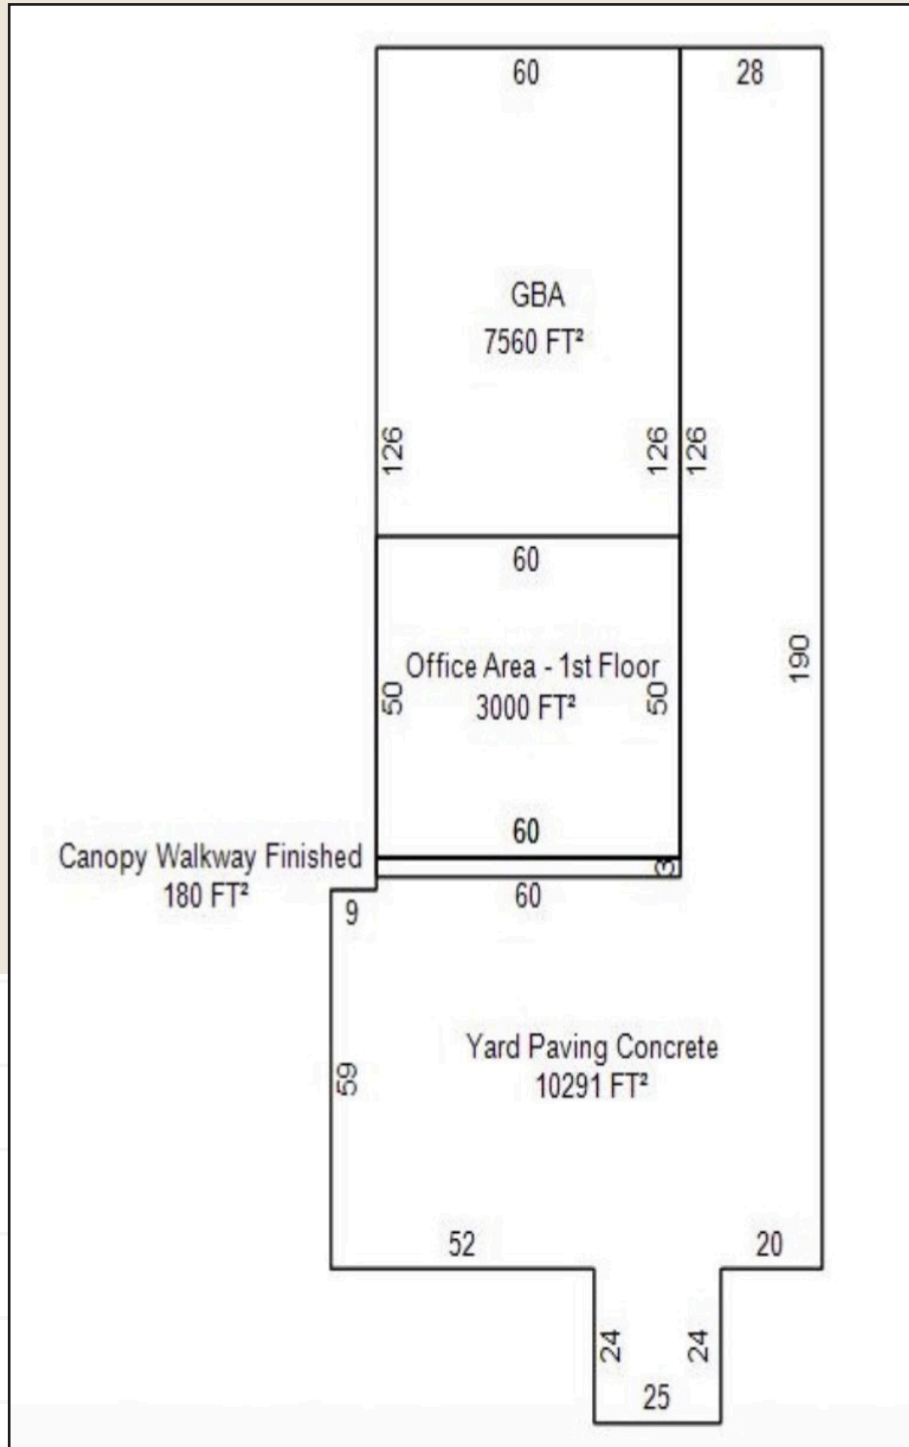 60
28
GBA
7560 FT²
126
126
126
60
Office Area - 1st Floor
3000 FT²
50
50
190
60
Canopy Walkway Finished
180 FT²
3
60
9
Yard Paving Concrete
10291 FT²
59
52
20
24
24
25